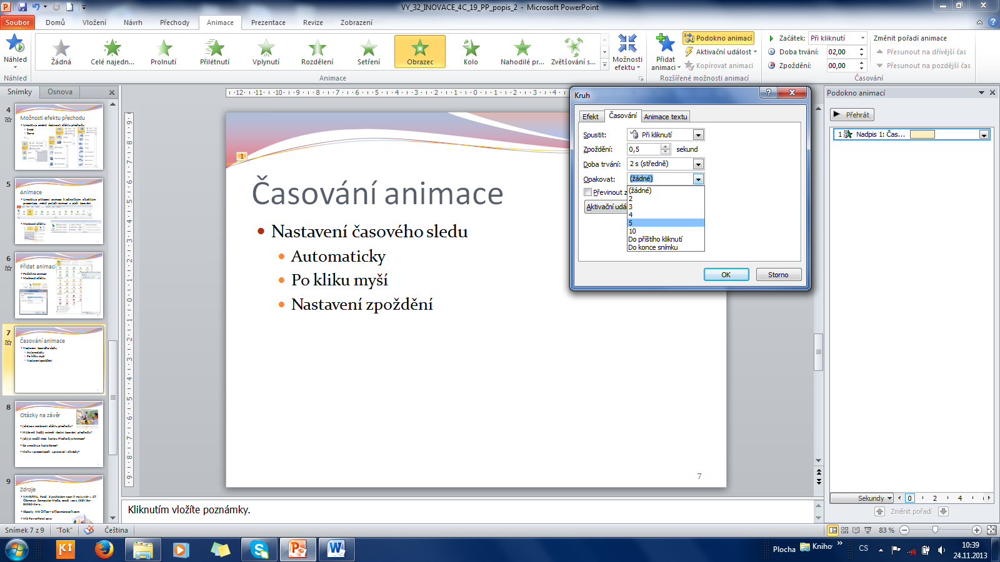 VY_32_INOVACE_4C_19_PP_popis_2 - Microsoft PowerPoint
Soubor Domů Vložení Návrh Přechody Animace Prezentace Revize Zobrazení
Náhled
Žádná Celé najedn... Prolnutí Přilétnutí Vplynutí Rozdělení Setření Obrazec Kolo Nahodilé pr... Zvětšování s...
Možnosti efektu
Přidat animaci
Podokno animací
Aktivační událost
Kopírovat animaci
Začátek: Při kliknutí
Doba trvání: 02,00
Zpoždění: 00,00
Změnit pořadí animace
Přesunout na dřívější čas
Přesunout na pozdější čas
Náhled Animace Rozšířené možnosti animací Časování
Snímky Osnova
4
Možnosti efektu přechodu
5
Animace
6
Přidat animaci
7
Časování animace
Nastavení časového sledu
Automaticky
Po kliku myší
Nastavení zpoždění
8
Otázky na závěr
9
Zdroje
1
Časování animace
Nastavení časového sledu
Automaticky
Po kliku myší
Nastavení zpoždění
7
Kruh
Efekt Časování Animace textu
Spustit: Při kliknutí
Zpoždění: 0,5 sekund
Doba trvání: 2 s (středně)
Opakovat: (žádné)
Převinout z
Aktivační udá
(žádné)
2
3
4
5
10
Do příštího kliknutí
Do konce snímku
OK Storno
Podokno animací
Přehrát
1 Nadpis 1: Čas...
Sekundy 0 2 4
Změnit pořadí
Kliknutím vložíte poznámky.
Snímek 7 z 9 "Tok" Čeština 83 %
Plocha Kniho » CS 10:39
24.11.2013